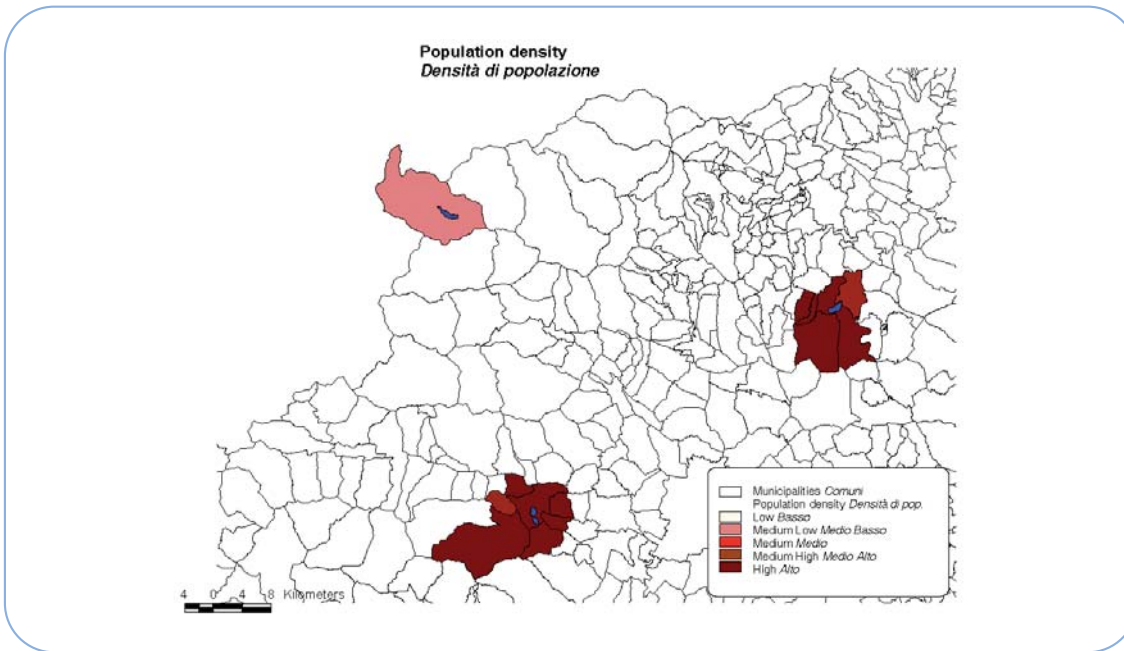 Population density
Densità di popolazione
Municipalities Comuni
Population density Densità di pop.
Low Basso
Medium Low Medio Basso
Medium Medio
Medium High Medio Alto
High Alto
4 0 4 8 Kilometers